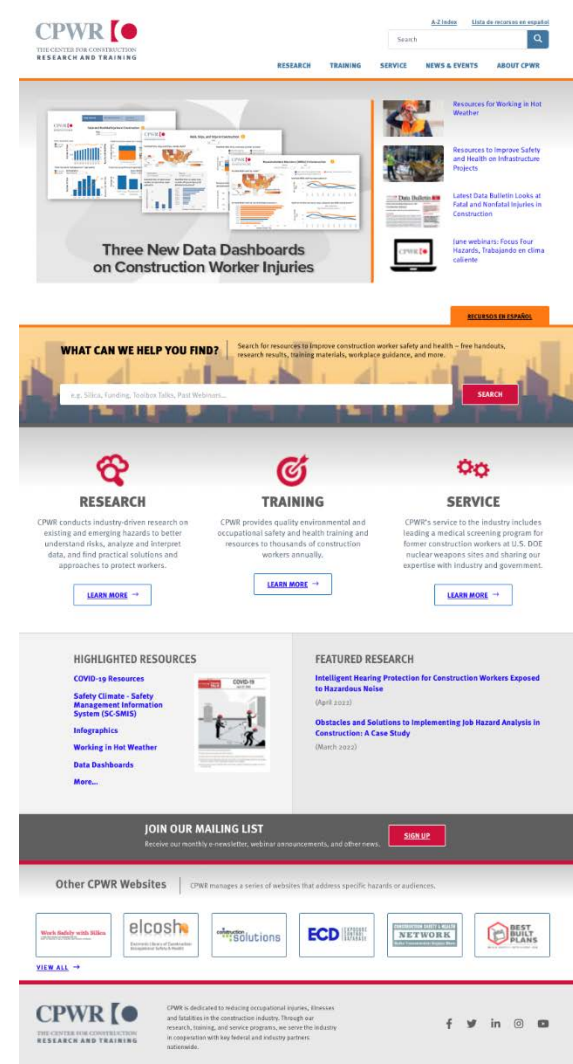 CPWR
THE CENTER FOR CONSTRUCTION
RESEARCH AND TRAINING
A-Z Index
Lista de recursos en español
Search
RESEARCH
TRAINING
SERVICE
NEWS & EVENTS
ABOUT CPWR
Three New Data Dashboards
on Construction Worker Injuries
Resources for Working in Hot
Weather
Resources to Improve Safety
and Health on Infrastructure
Projects
Latest Data Bulletin Looks at
Fatal and Nonfatal Injuries in
Construction
June webinars: Focus Four
Hazards, Trabajando en clima
caliente
RECURSOS EN ESPAÑOL
WHAT CAN WE HELP YOU FIND?
Search for resources to improve construction worker safety and health – free handouts,
research results, training materials, workplace guidance, and more.
e.g. Silica, Funding, Toolbox Talks, Past Webinars...
SEARCH
RESEARCH
CPWR conducts industry-driven research on
existing and emerging hazards to better
understand risks, analyze and interpret
data, and find practical solutions and
approaches to protect workers.
LEARN MORE →
TRAINING
CPWR provides quality environmental and
occupational safety and health training and
resources to thousands of construction
workers annually.
LEARN MORE →
SERVICE
CPWR's service to the industry includes
leading a medical screening program for
former construction workers at U.S. DOE
nuclear weapons sites and sharing our
expertise with industry and government.
LEARN MORE →
HIGHLIGHTED RESOURCES
COVID-19 Resources
Safety Climate - Safety
Management Information
System (SC-SMIS)
Infographics
Working in Hot Weather
Data Dashboards
More...
COVID-19
FEATURED RESEARCH
Intelligent Hearing Protection for Construction Workers Exposed
to Hazardous Noise
(April 2022)
Obstacles and Solutions to Implementing Job Hazard Analysis in
Construction: A Case Study
(March 2022)
JOIN OUR MAILING LIST
Receive our monthly e-newsletter, webinar announcements, and other news.
SIGN UP
Other CPWR Websites
CPWR manages a series of websites that address specific hazards or audiences.
Work Safely with Silica
elcosh
Electronic Library of Construction
Occupational Safety & Health
construction
solutions
ECD
EXPOSURE
CONTROL
DATABASE
CONSTRUCTION SAFETY & HEALTH
NETWORK
BEST
BUILT
PLANS
VIEW ALL →
CPWR
THE CENTER FOR CONSTRUCTION
RESEARCH AND TRAINING
CPWR is dedicated to reducing occupational injuries, illnesses
and fatalities in the construction industry. Through our
research, training, and service programs, we serve the industry
in cooperation with key federal and industry partners
nationwide.